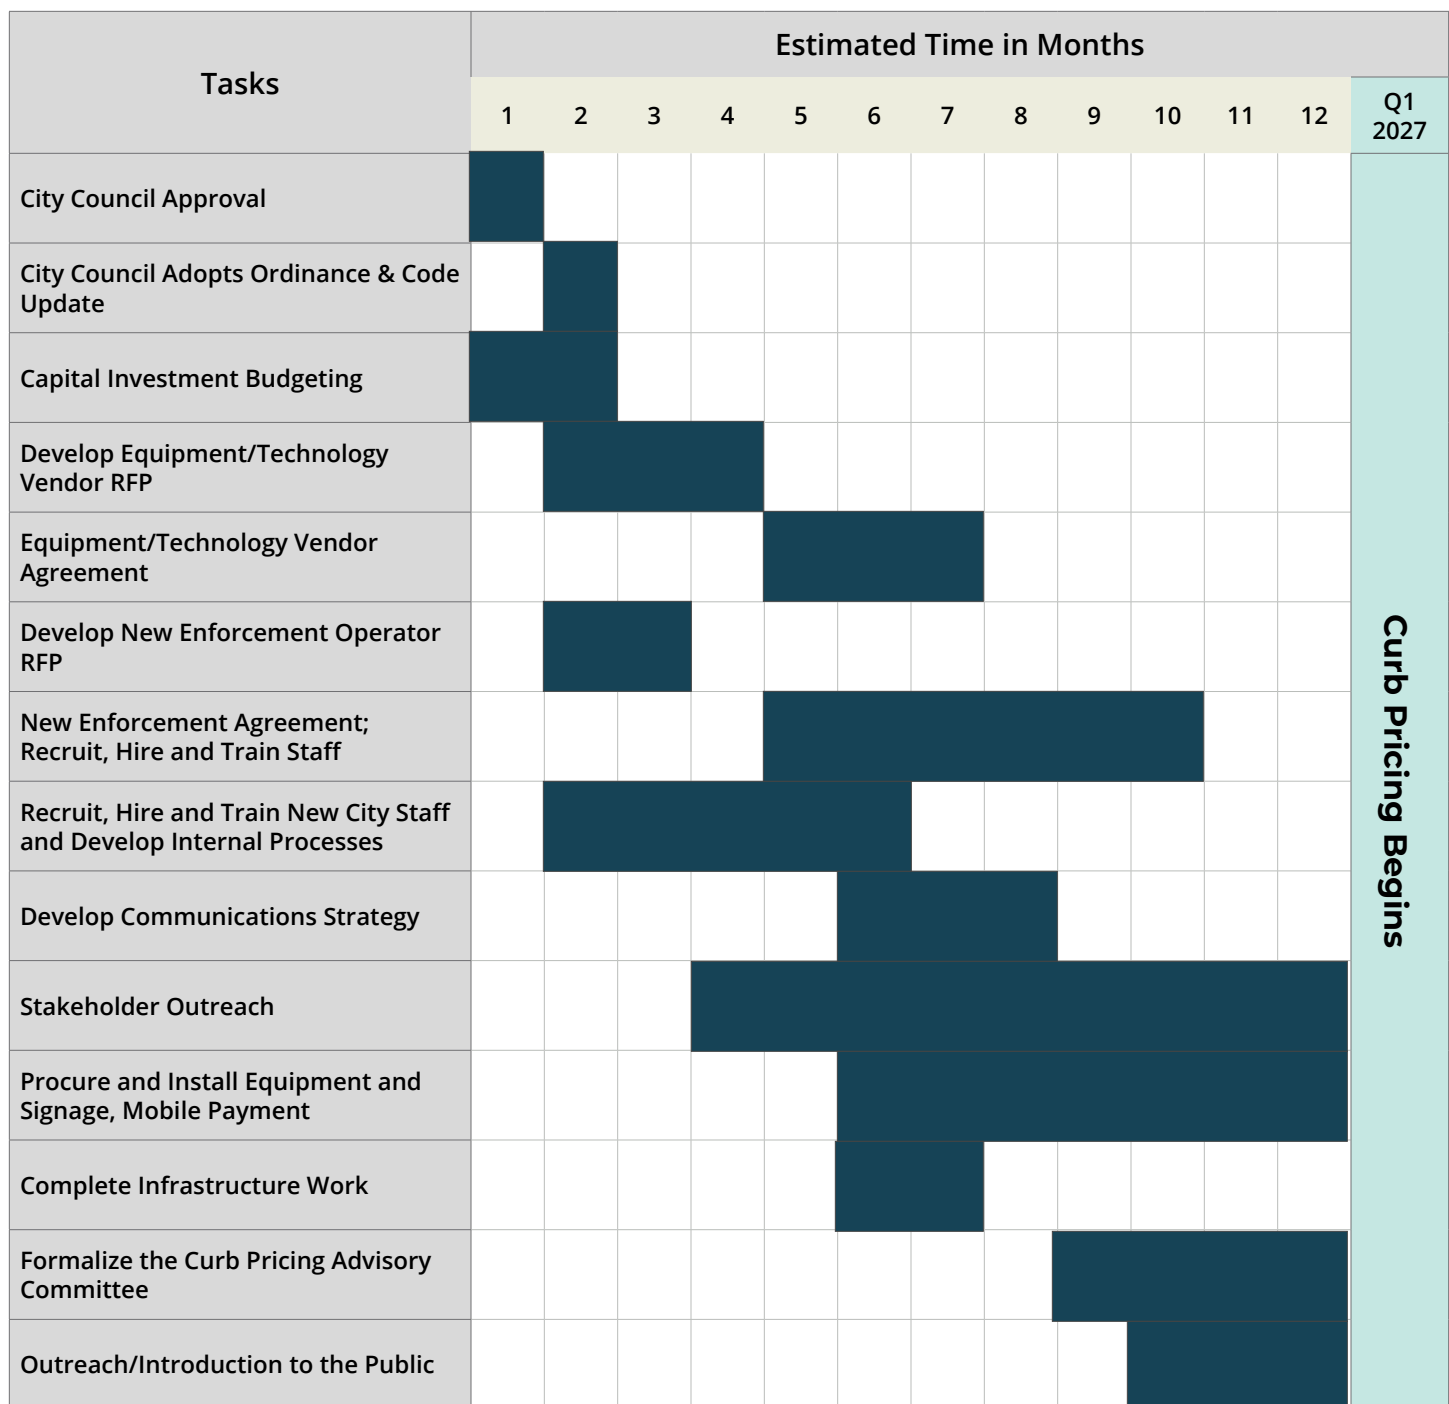 Tasks
Estimated Time in Months
1 2 3 4 5 6 7 8 9 10 11 12
Q1
2027
City Council Approval
City Council Adopts Ordinance & Code
Update
Capital Investment Budgeting
Develop Equipment/Technology
Vendor RFP
Equipment/Technology Vendor
Agreement
Develop New Enforcement Operator
RFP
New Enforcement Agreement;
Recruit, Hire and Train Staff
Recruit, Hire and Train New City Staff
and Develop Internal Processes
Develop Communications Strategy
Stakeholder Outreach
Procure and Install Equipment and
Signage, Mobile Payment
Complete Infrastructure Work
Formalize the Curb Pricing Advisory
Committee
Outreach/Introduction to the Public
Curb Pricing Begins